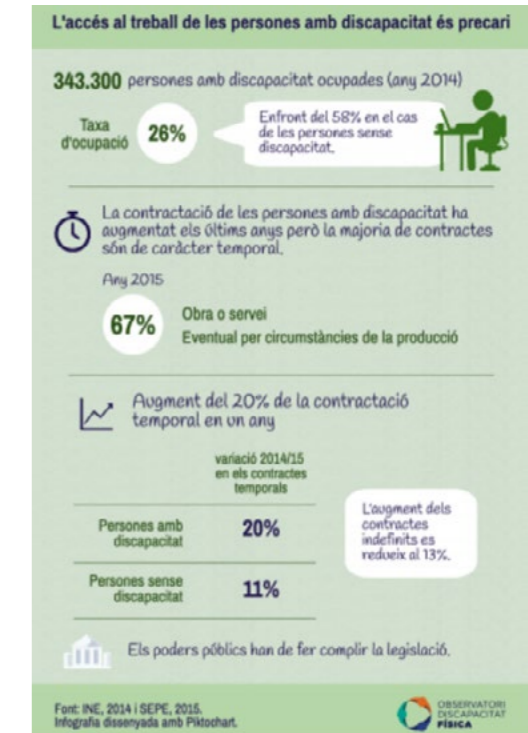 L'accés al treball de les persones amb discapacitat és precari
343.300 persones amb discapacitat ocupades (any 2014)
Taxa
d'ocupació
26%
Enfront del 58% en el cas
de les persones sense
discapacitat.
La contractació de les persones amb discapacitat ha
augmentat els últims anys però la majoria de contractes
són de caràcter temporal.
Any 2015
67%
Obra o servei
Eventual per circumstàncies de la producció
Augment del 20% de la contractació
temporal en un any
variació 2014/15
en els contractes
temporals
Persones amb
discapacitat
20%
Persones sense
discapacitat
11%
L'augment dels
contractes
indefinits es
redueix al 13%.
Els poders públics han de fer complir la legislació.
Font: INE, 2014 i SEPE, 2015.
Infografia dissenyada amb Piktochart.
OBSERVATORI
DISCAPACITAT
FÍSICA